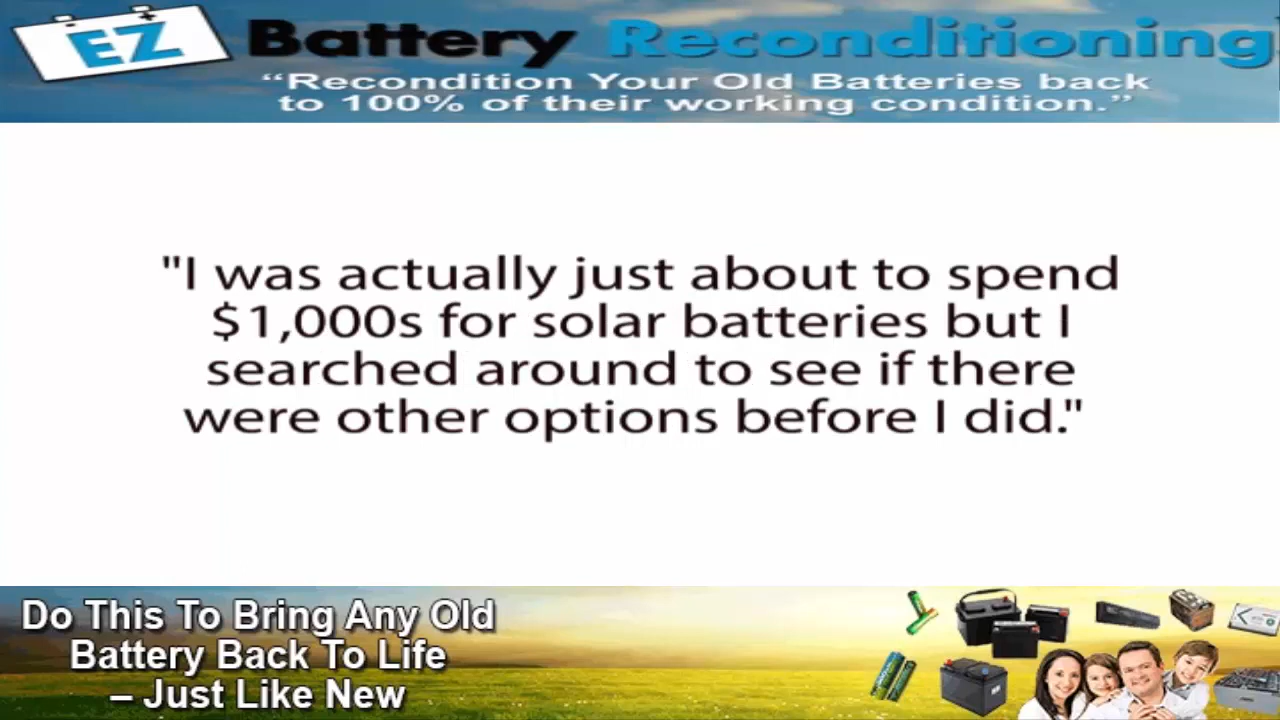 EZ Battery Reconditioning
“Recondition Your Old Batteries back
to 100% of their working condition.”
"I was actually just about to spend
$1,000s for solar batteries but I
searched around to see if there
were other options before I did."
Do This To Bring Any Old
Battery Back To Life
– Just Like New